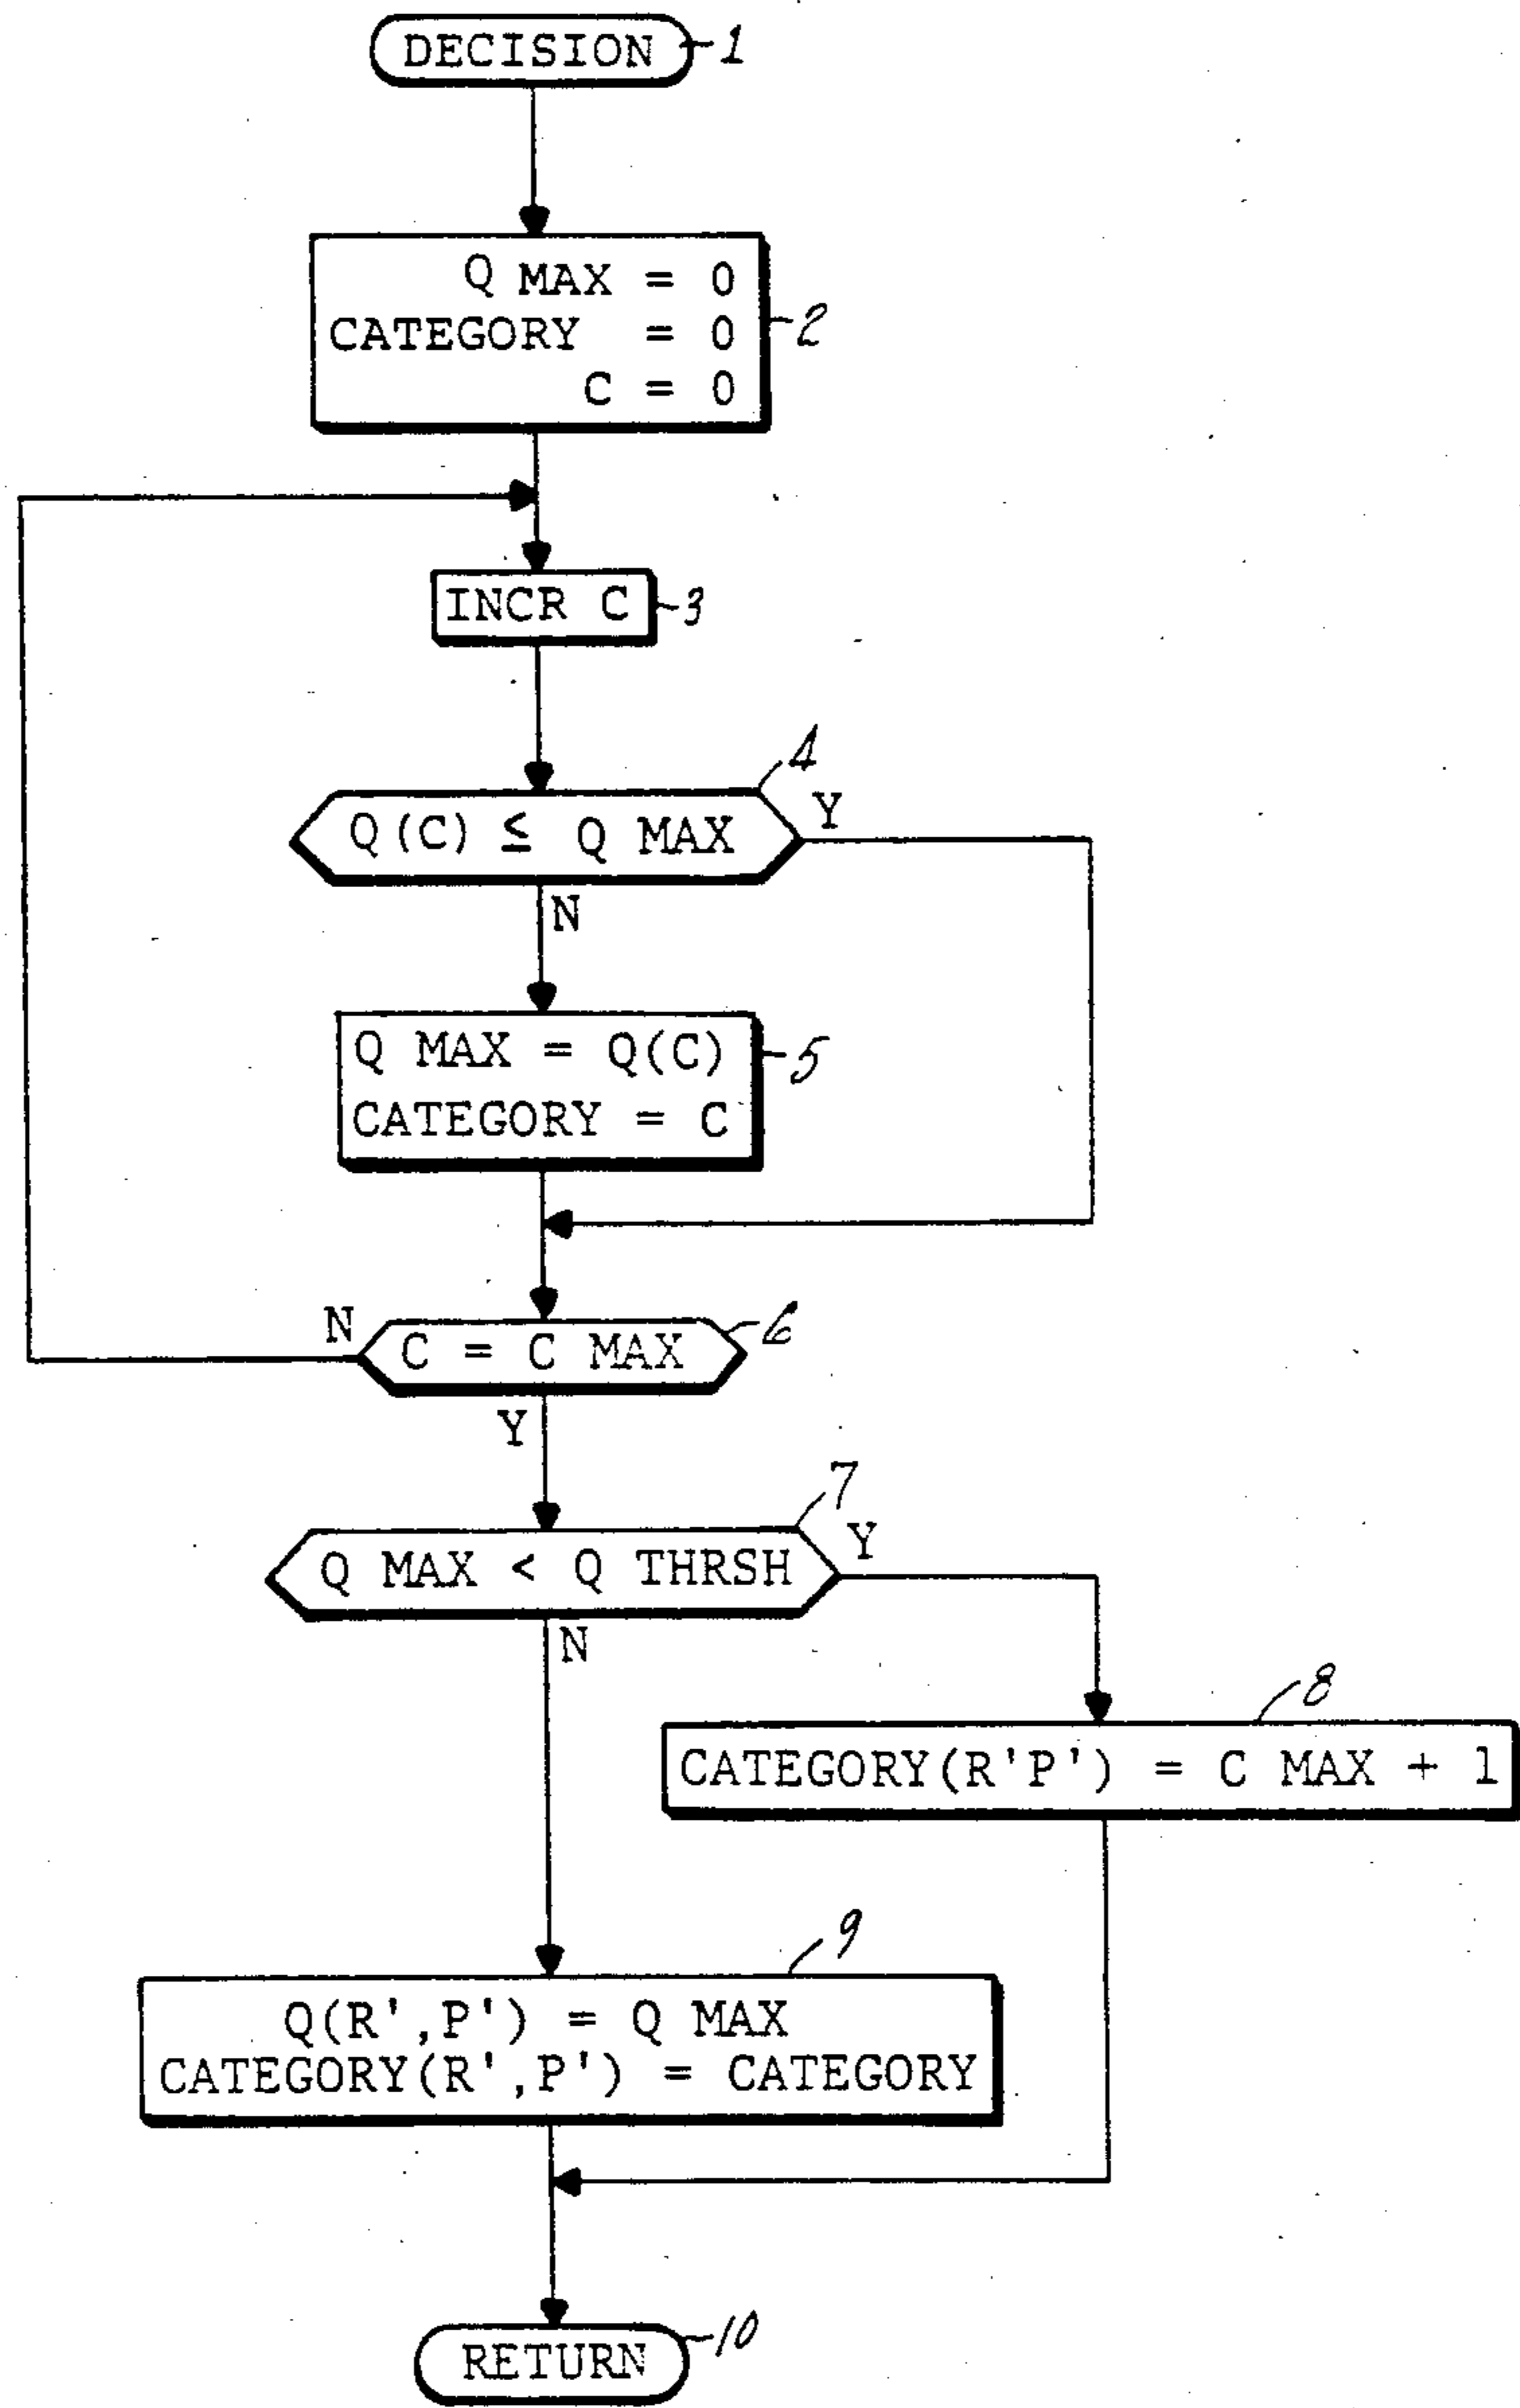 DECISION 1
Q MAX = 0
CATEGORY = 0 2
C = 0
INCR C 3
4
Q(C) ≤ Q MAX Y
N
Q MAX = Q(C) 5
CATEGORY = C
N C = C MAX 6
Y
7
Q MAX < Q THRSH Y
N
8
CATEGORY(R'P') = C MAX + 1
9
Q(R',P') = Q MAX
CATEGORY(R',P') = CATEGORY
RETURN 10